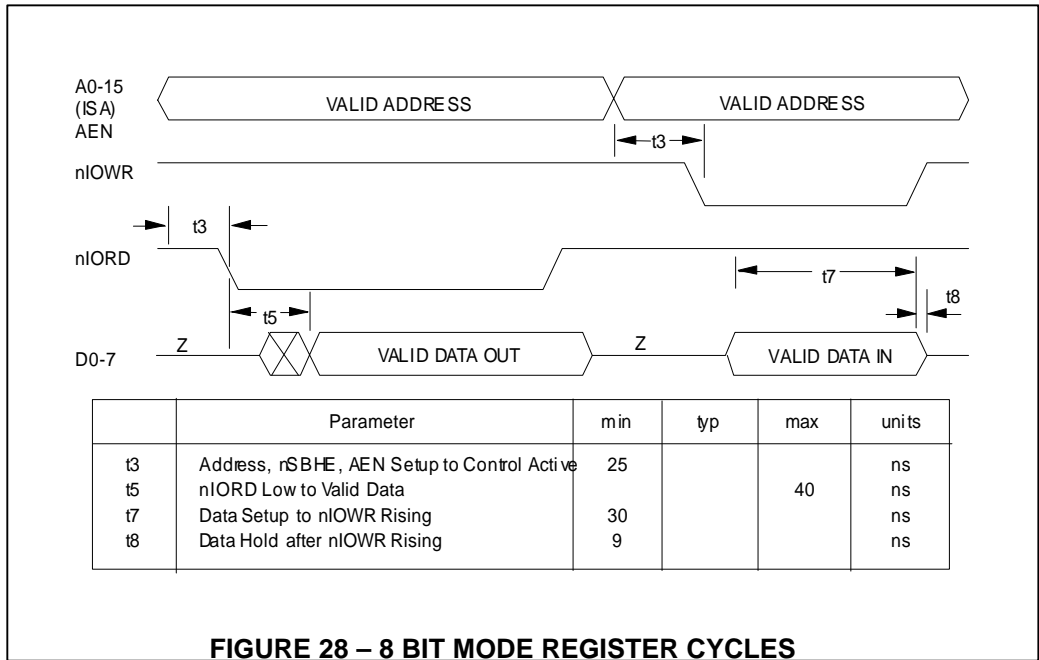 A0-15
(ISA)
AEN
VALID ADDRESS
VALID ADDRESS
t3
nIOWR
t3
nIORD
t7
t8
t5
D0-7
Z
VALID DATA OUT
Z
VALID DATA IN
Parameter min typ max units
t3 Address, nSBHE, AEN Setup to Control Active 25 ns
t5 nIORD Low to Valid Data 40 ns
t7 Data Setup to nIOWR Rising 30 ns
t8 Data Hold after nIOWR Rising 9 ns
FIGURE 28 – 8 BIT MODE REGISTER CYCLES